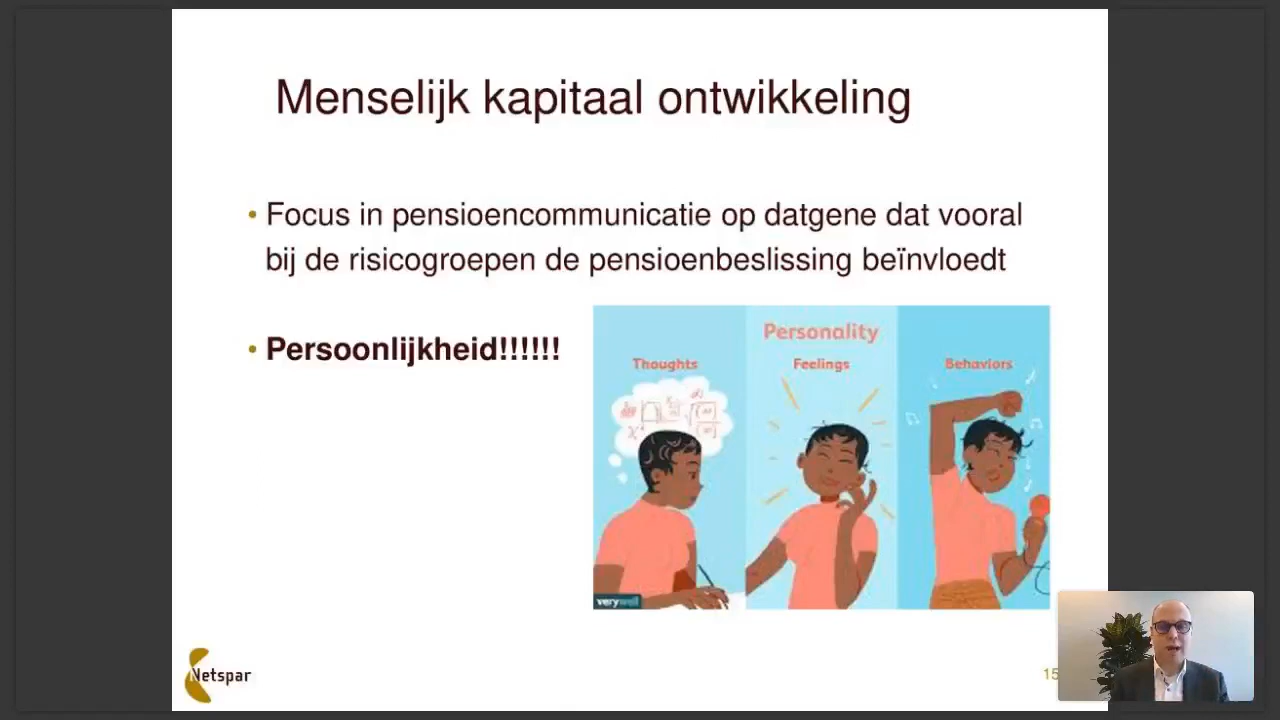 Menselijk kapitaal ontwikkeling
• Focus in pensioencommunicatie op datgene dat vooral
bij de risicogroepen de pensioenbeslissing beïnvloedt
• Persoonlijkheid!!!!!!
Personality
Thoughts
Feelings
Behaviors
verywell
Netspar
15